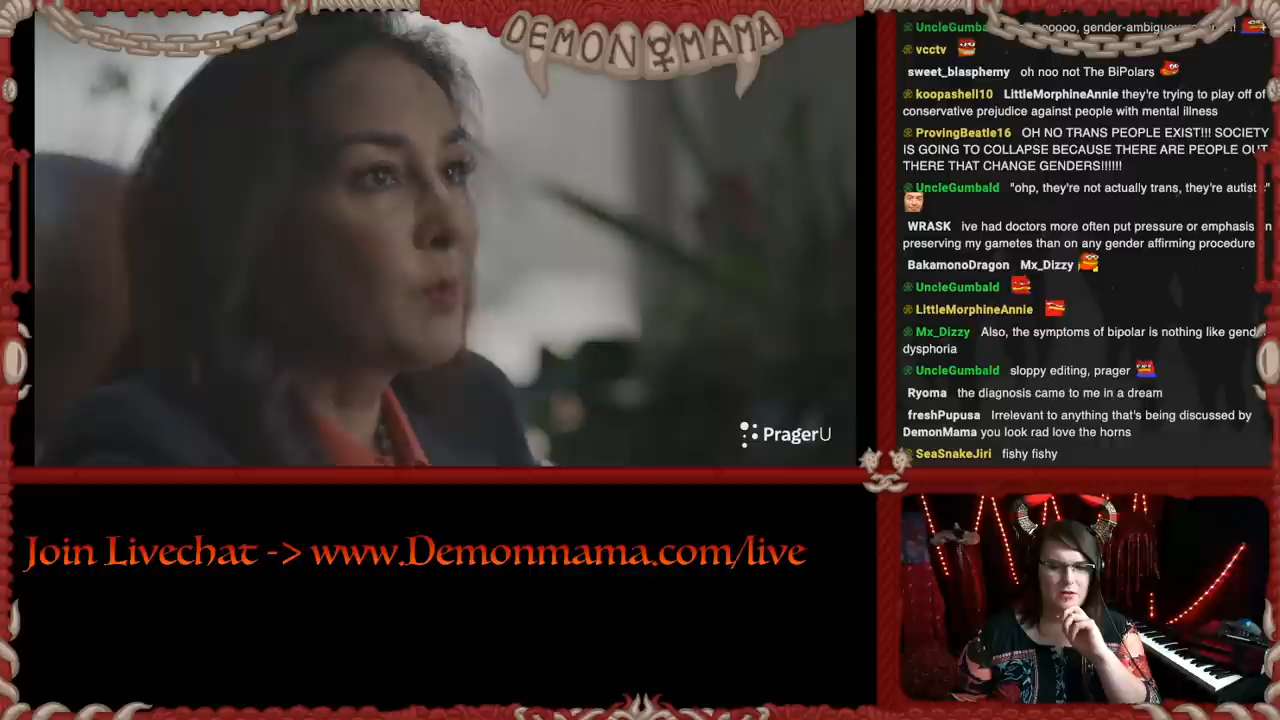 DEMON MAMA
PragerU
Join Livechat -> www.Demonmama.com/live
UncleGumba
vcctv
sweet_blasphemy oh noo not The BiPolars
koopashell10 LittleMorphineAnnie they're trying to play off of
conservative prejudice against people with mental illness
ProvingBeatle16 OH NO TRANS PEOPLE EXIST!!! SOCIETY
IS GOING TO COLLAPSE BECAUSE THERE ARE PEOPLE OUT
THERE THAT CHANGE GENDERS!!!!!!
UncleGumbald "ohp, they're not actually trans, they're autist
WRASK ive had doctors more often put pressure or emphasis
preserving my gametes than on any gender affirming procedure
BakamonoDragon Mx_Dizzy
UncleGumbald
LittleMorphineAnnie
Mx_Dizzy Also, the symptoms of bipolar is nothing like gend
dysphoria
UncleGumbald sloppy editing, prager
Ryoma the diagnosis came to me in a dream
freshPupusa Irrelevant to anything that's being discussed by
DemonMama you look rad love the horns
SeaSnakeJiri fishy fishy